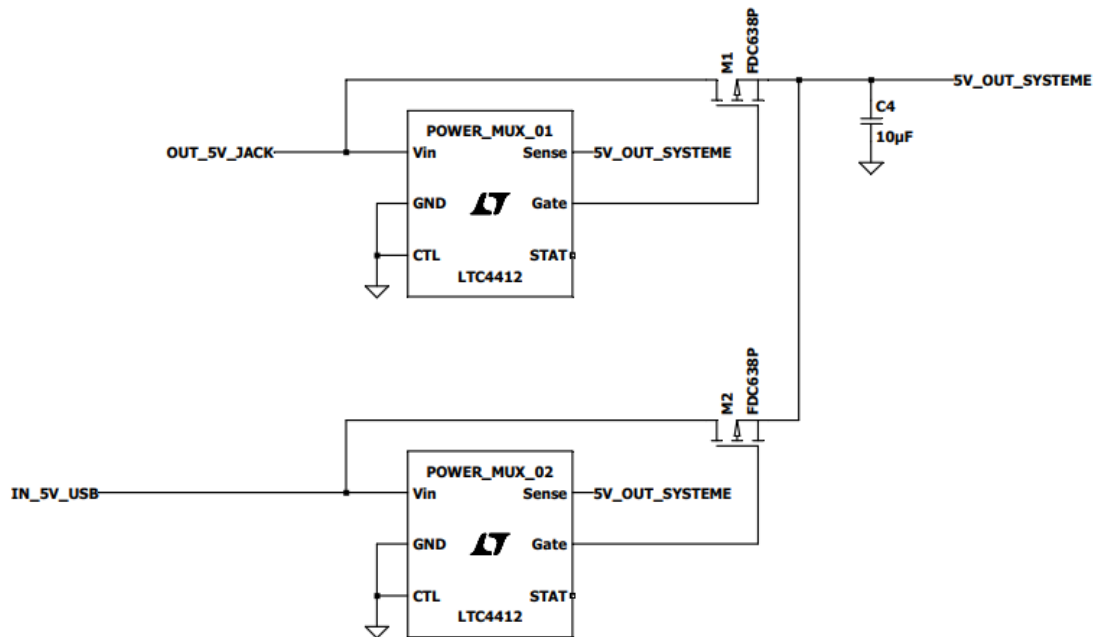 M1
FDC638P
5V_OUT_SYSTEME
C4
10µF
POWER_MUX_01
OUT_5V_JACK
Vin
Sense
5V_OUT_SYSTEME
GND
Gate
CTL
STAT
LTC4412
M2
FDC638P
POWER_MUX_02
IN_5V_USB
Vin
Sense
5V_OUT_SYSTEME
GND
Gate
CTL
STAT
LTC4412